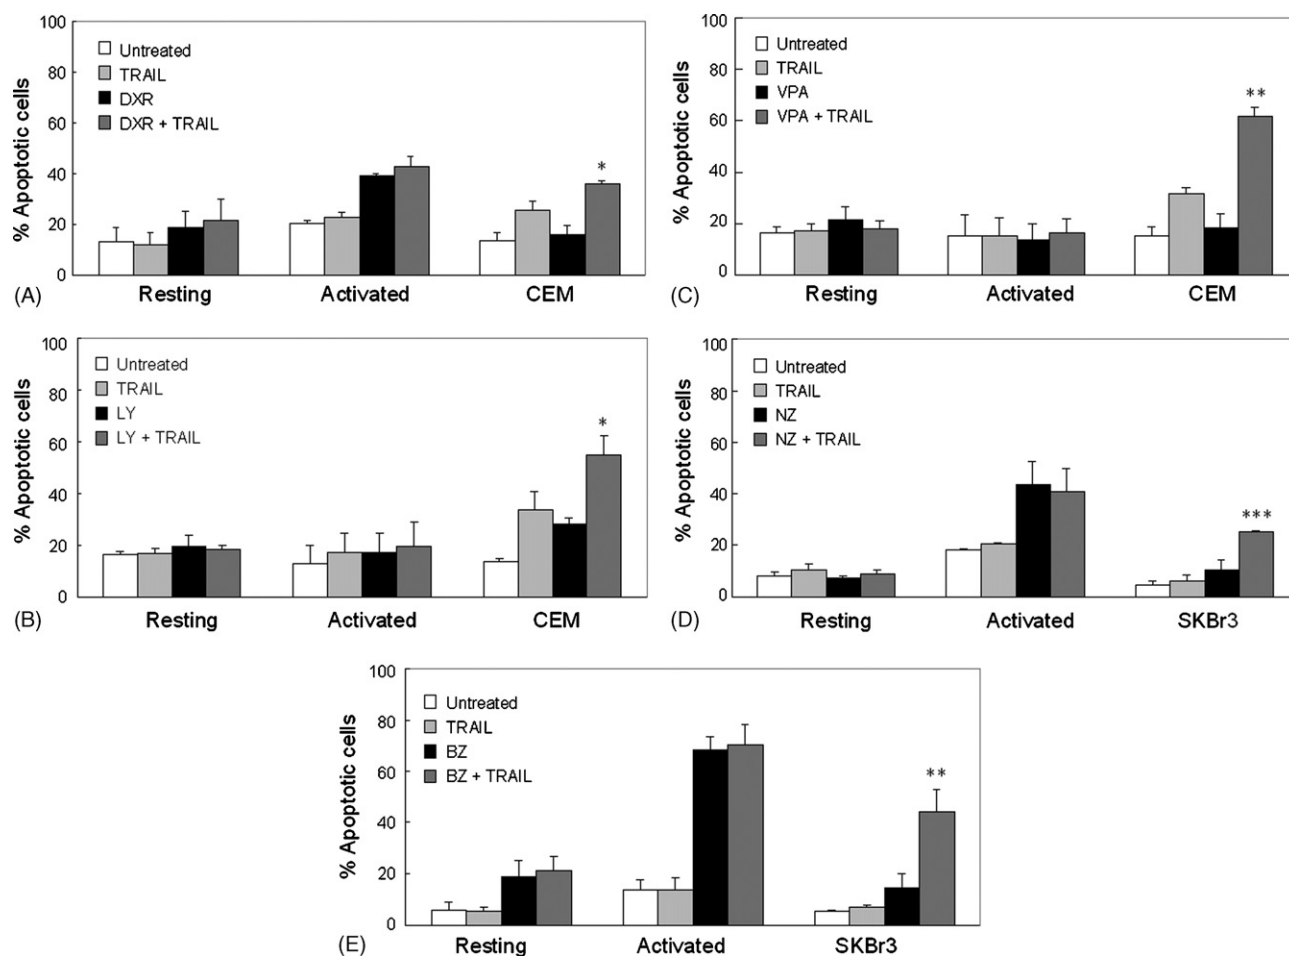 100
80
60
40
20
0
% Apoptotic cells
Untreated
TRAIL
DXR
DXR + TRAIL
*
(A)
Resting Activated CEM
100
80
60
40
20
0
% Apoptotic cells
Untreated
TRAIL
VPA
VPA + TRAIL
**
(C)
Resting Activated CEM
100
80
60
40
20
0
% Apoptotic cells
Untreated
TRAIL
LY
LY + TRAIL
*
(B)
Resting Activated CEM
100
80
60
40
20
0
% Apoptotic cells
Untreated
TRAIL
NZ
NZ + TRAIL
***
(D)
Resting Activated SKBr3
100
80
60
40
20
0
% Apoptotic cells
Untreated
TRAIL
BZ
BZ + TRAIL
**
(E)
Resting Activated SKBr3